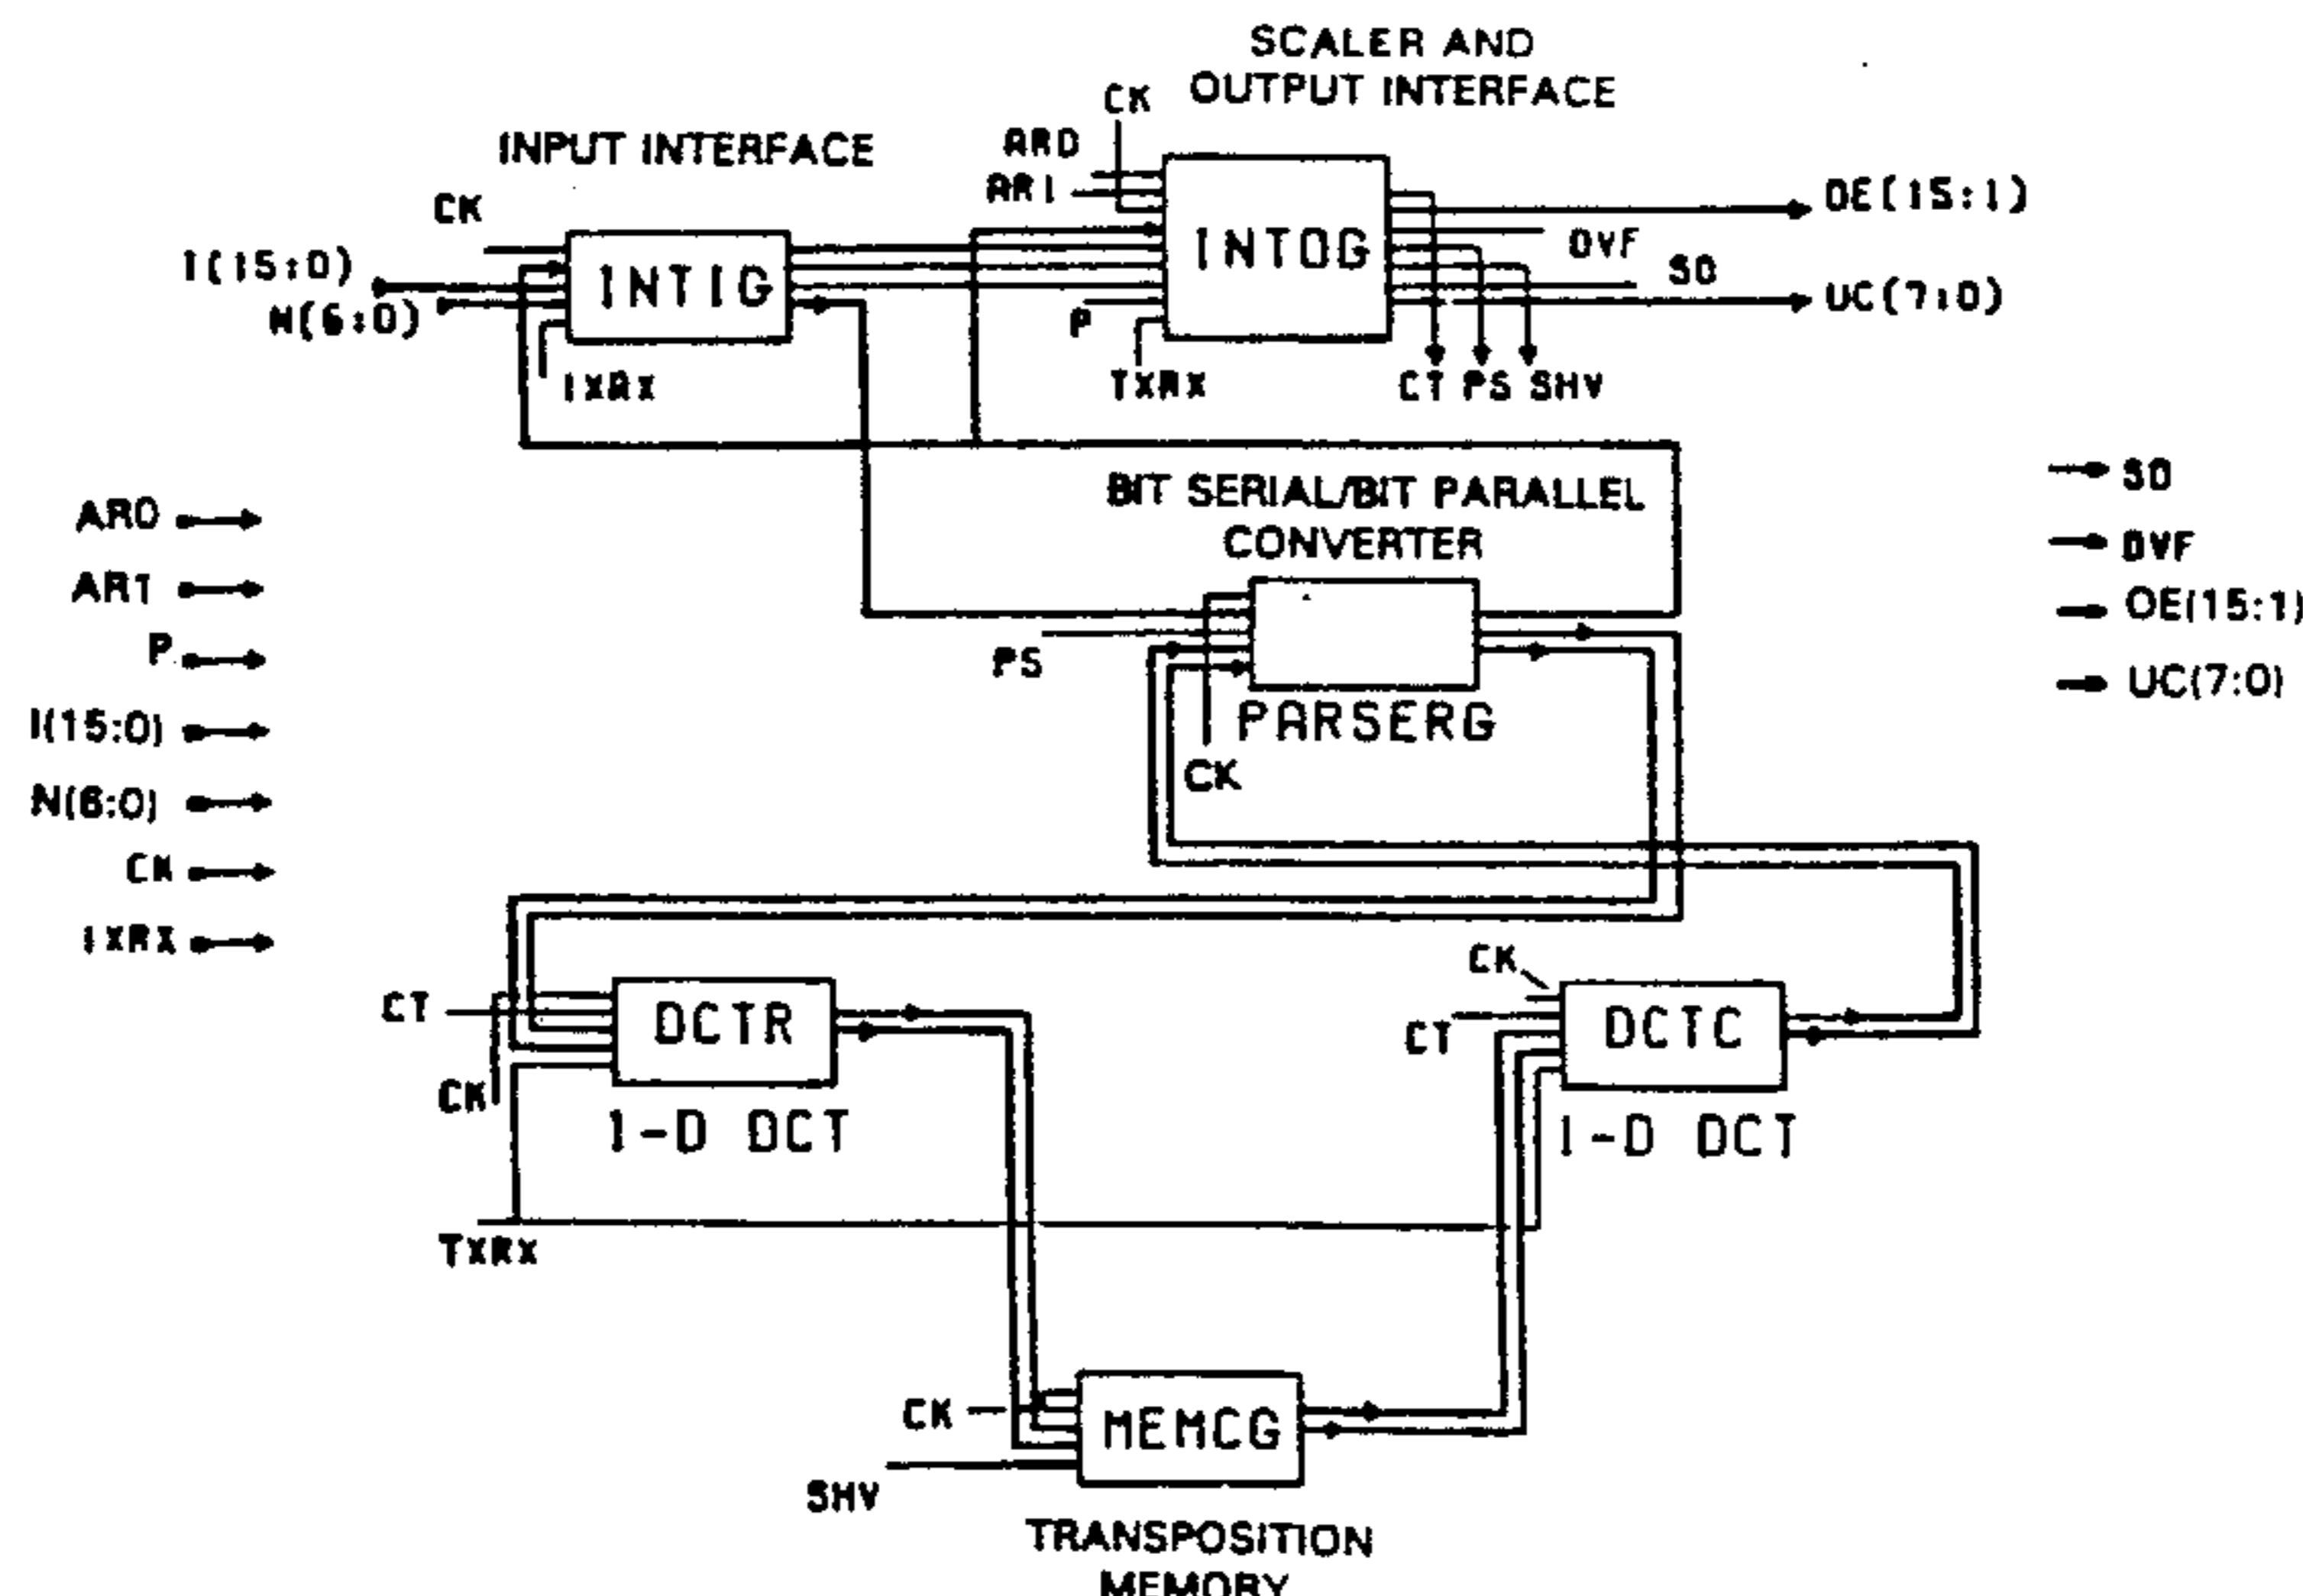 SCALER AND
OUTPUT INTERFACE
CK
INPUT INTERFACE
ARO
ARI
CK
INTIG
INTOG
I(15:0)
N(6:0)
OE(15:1)
OVF
SO
UC(7:0)
P
IXRX
TXRX
CT PS SHV
BIT SERIAL/BIT PARALLEL
CONVERTER
PS
PARSERG
CK
ARO
ART
P
I(15:0)
N(6:0)
CK
IXRX
SO
OVF
OE(15:1)
UC(7:0)
CT
DCTR
CK
1-D DCT
CK
CT
DCTC
1-D DCT
TXRX
CK
MEMCG
SHV
TRANSPOSITION
MEMORY